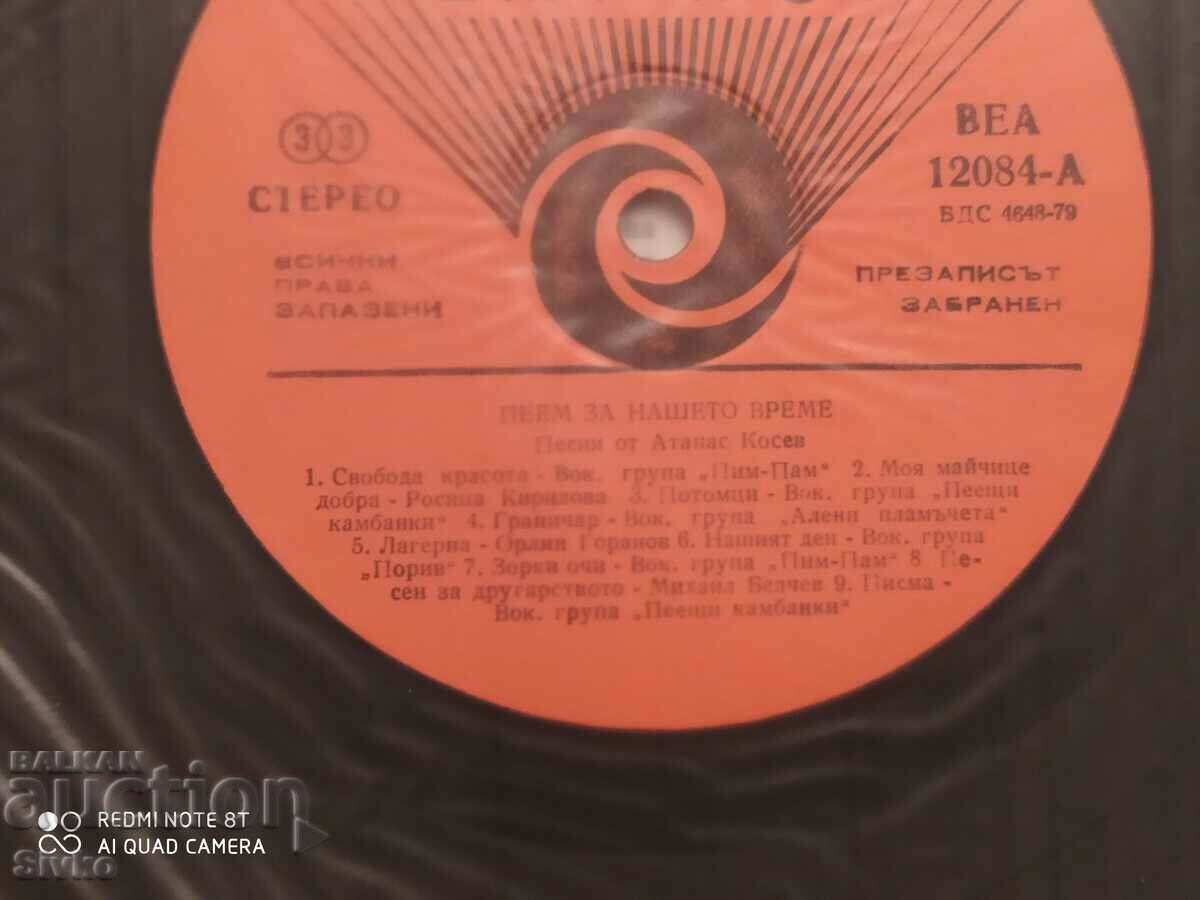 33
СТЕРЕО
ВСИЧКИ
ПРАВА
ЗАПАЗЕНИ
ВЕА
12084-А
БДС 4648-79
ПРЕЗАПИСЪТ
ЗАБРАНЕН
ПЕЕМ ЗА НАШЕТО ВРЕМЕ
Песни от Атанас Косев
1. Свобода красота - Вок. група „Пим-Пам“ 2. Моя майчице
добра - Росица Кирилова 3. Потомци - Вок. група „Пеещи
камбанки“ 4. Граничар - Вок. група „Алени пламъчета“
5. Лагерна - Орлин Горанов 6. Нашият ден - Вок. група
„Порив“ 7. Зорки очи - Вок. група „Пим-Пам“ 8. Пе-
сен за другарството - Михаил Белчев 9. Писма -
Вок. група „Пеещи камбанки“
BALKAN
auction
REDMI NOTE 8T
AI QUAD CAMERA
Sivko